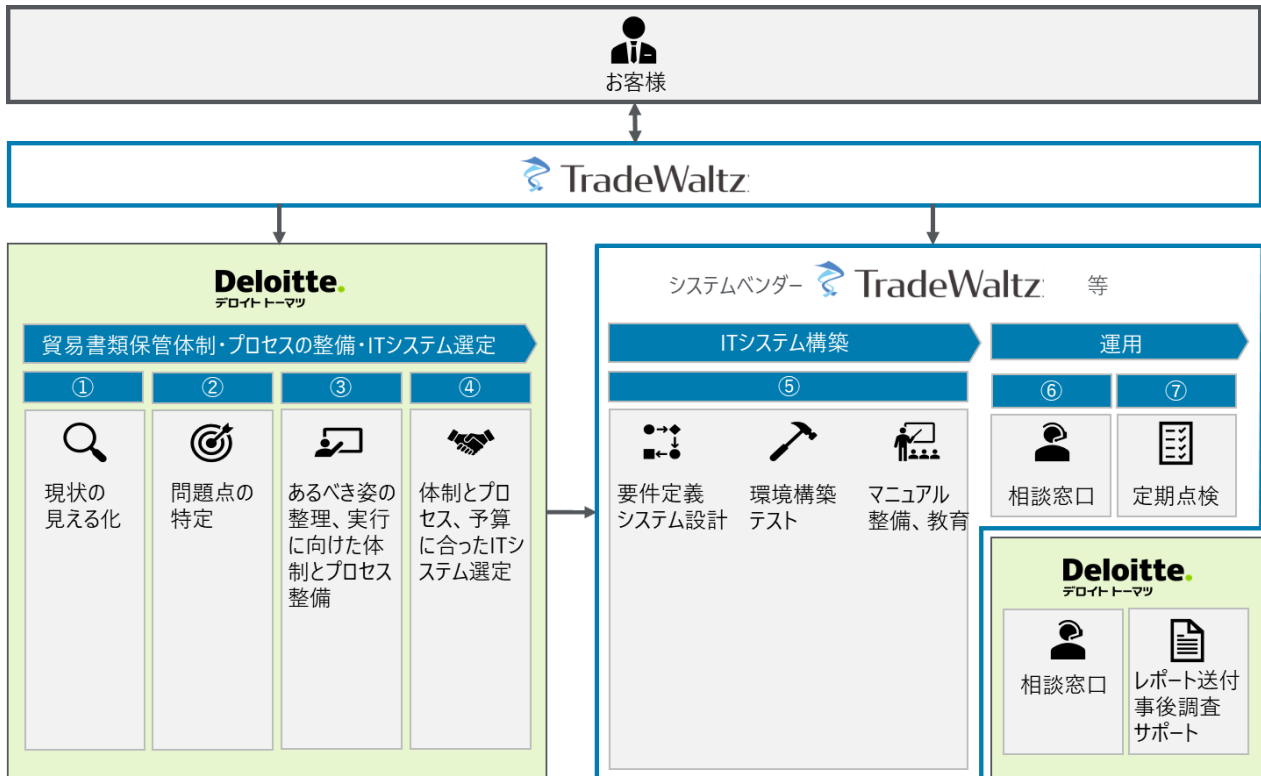 お客様
TradeWaltz
Deloitte.
デロイト トーマツ
貿易書類保管体制・プロセスの整備・ITシステム選定
①
②
③
④
現状の
見える化
問題点の
特定
あるべき姿の
整理、実行
に向けた体
制とプロセス
整備
体制とプロ
セス、予算
に合ったITシ
ステム選定
システムベンダー TradeWaltz 等
ITシステム構築
運用
⑤
⑥
⑦
要件定義
システム設計
環境構築
テスト
マニュアル
整備、教育
相談窓口
定期点検
Deloitte.
デロイト トーマツ
相談窓口
レポート送付
事後調査
サポート